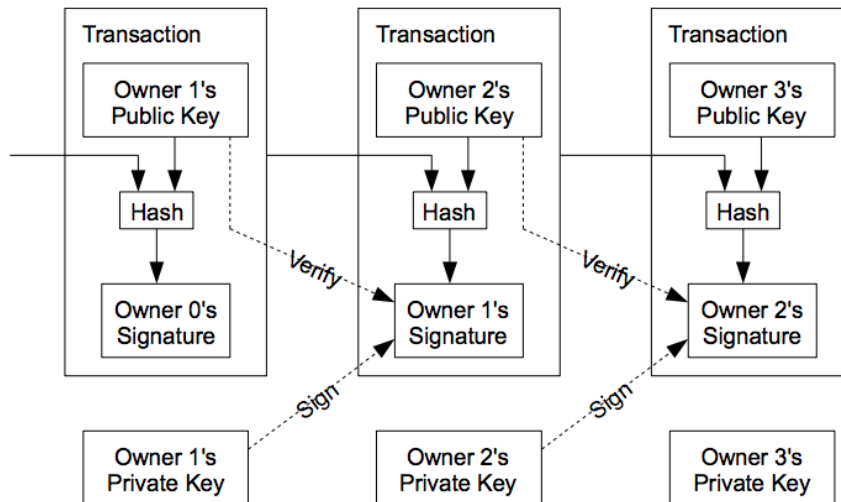 Transaction
Owner 1's
Public Key
Hash
Verify
Owner 0's
Signature
Sign
Owner 1's
Private Key
Transaction
Owner 2's
Public Key
Hash
Verify
Owner 1's
Signature
Sign
Owner 2's
Private Key
Transaction
Owner 3's
Public Key
Hash
Owner 2's
Signature
Owner 3's
Private Key